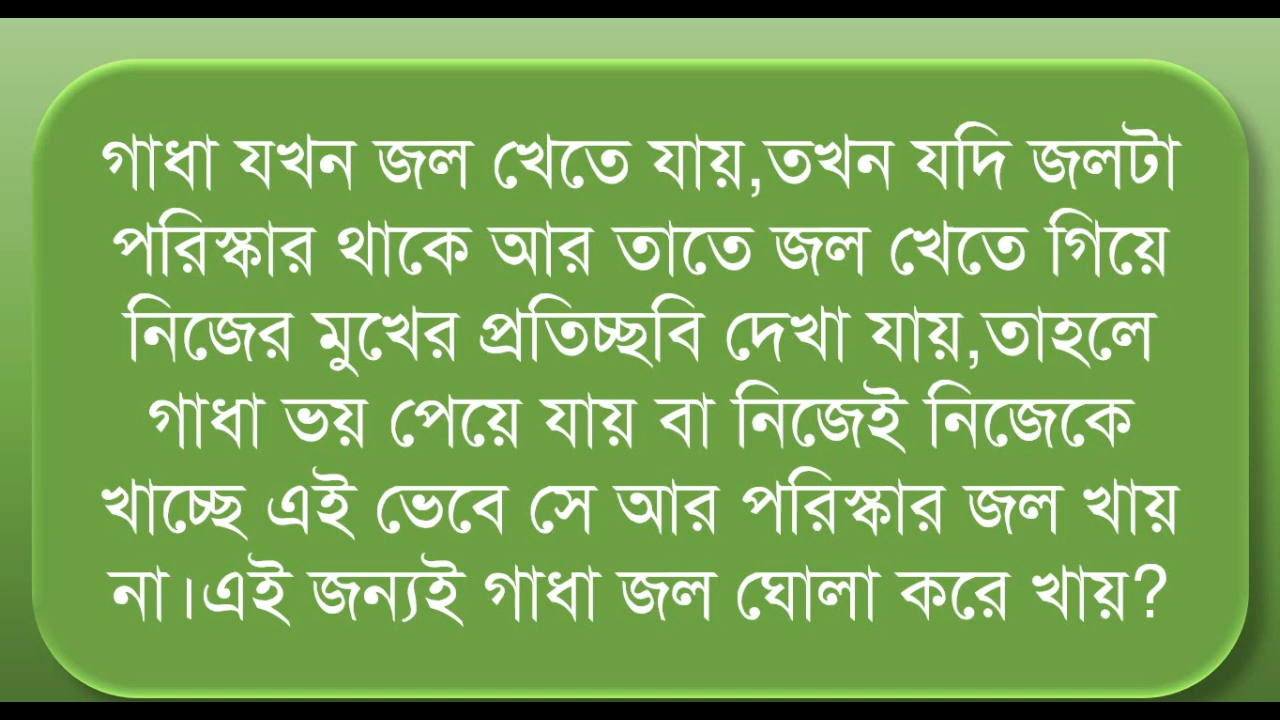 গাধা যখন জল খেতে যায়,তখন যদি জলটা
পরিস্কার থাকে আর তাতে জল খেতে গিয়ে
নিজের মুখের প্রতিচ্ছবি দেখা যায়,তাহলে
গাধা ভয় পেয়ে যায় বা নিজেই নিজেকে
খাচ্ছে এই ভেবে সে আর পরিস্কার জল খায়
না।এই জন্যই গাধা জল ঘোলা করে খায়?